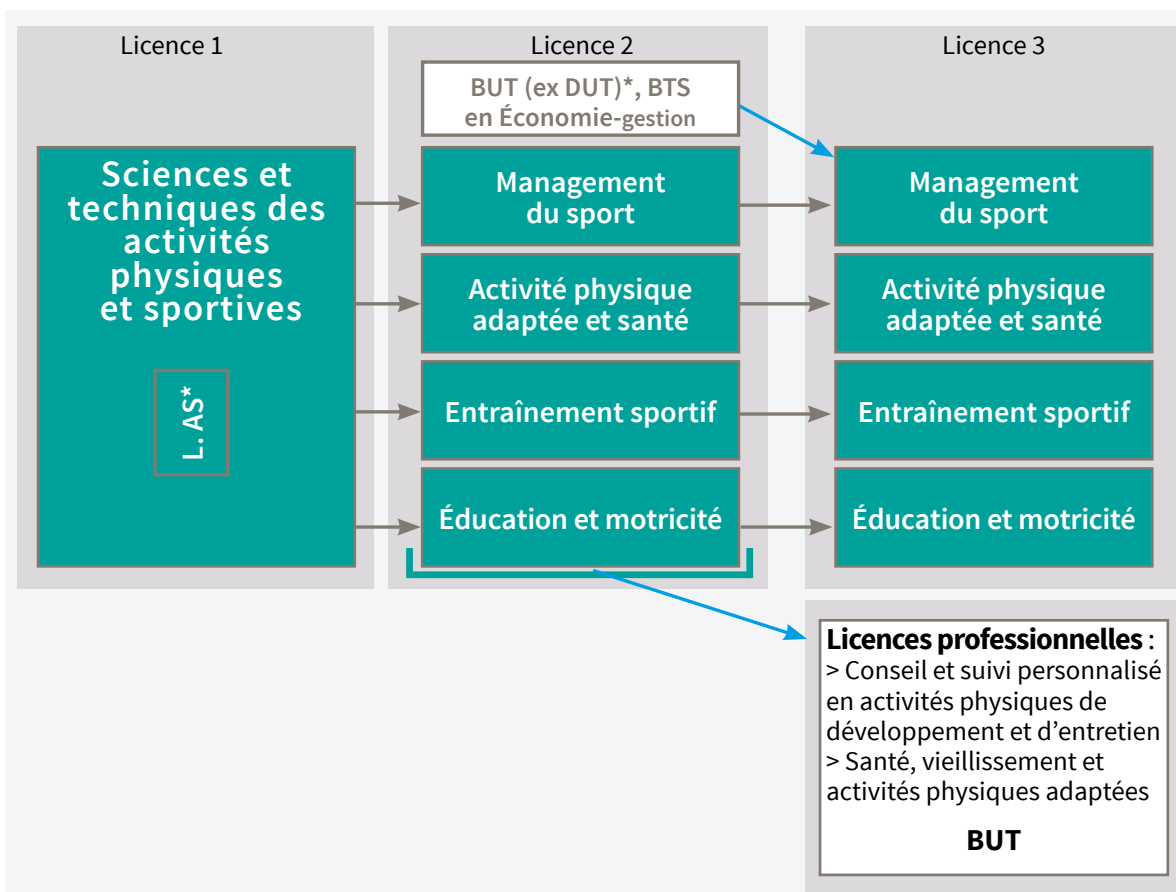 Licence 1
Sciences et
techniques des
activités
physiques
et sportives
L. AS*
Licence 2
BUT (ex DUT)*, BTS
en Économie-gestion
Management
du sport
Activité physique
adaptée et santé
Entraînement sportif
Éducation et motricité
Licence 3
Management
du sport
Activité physique
adaptée et santé
Entraînement sportif
Éducation et motricité
Licences professionnelles :
> Conseil et suivi personnalisé
en activités physiques de
développement et d’entretien
> Santé, vieillissement et
activités physiques adaptées
BUT